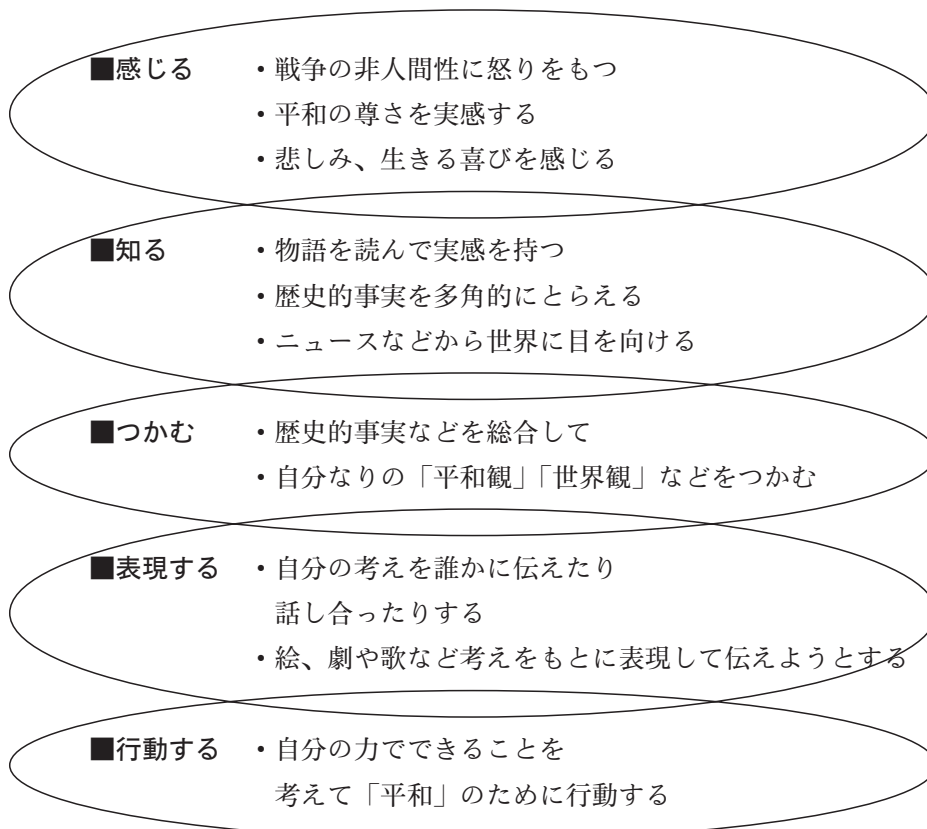 ■感じる ・戦争の非人間性に怒りをもつ
・平和の尊さを実感する
・悲しみ、生きる喜びを感じる
■知る ・物語を読んで実感を持つ
・歴史的事実を多角的にとらえる
・ニュースなどから世界に目を向ける
■つかむ ・歴史的事実などを総合して
・自分なりの「平和観」「世界観」などをつかむ
■表現する ・自分の考えを誰かに伝えたり
話し合ったりする
・絵、劇や歌など考えをもとに表現して伝えようとする
■行動する ・自分の力でできることを
考えて「平和」のために行動する